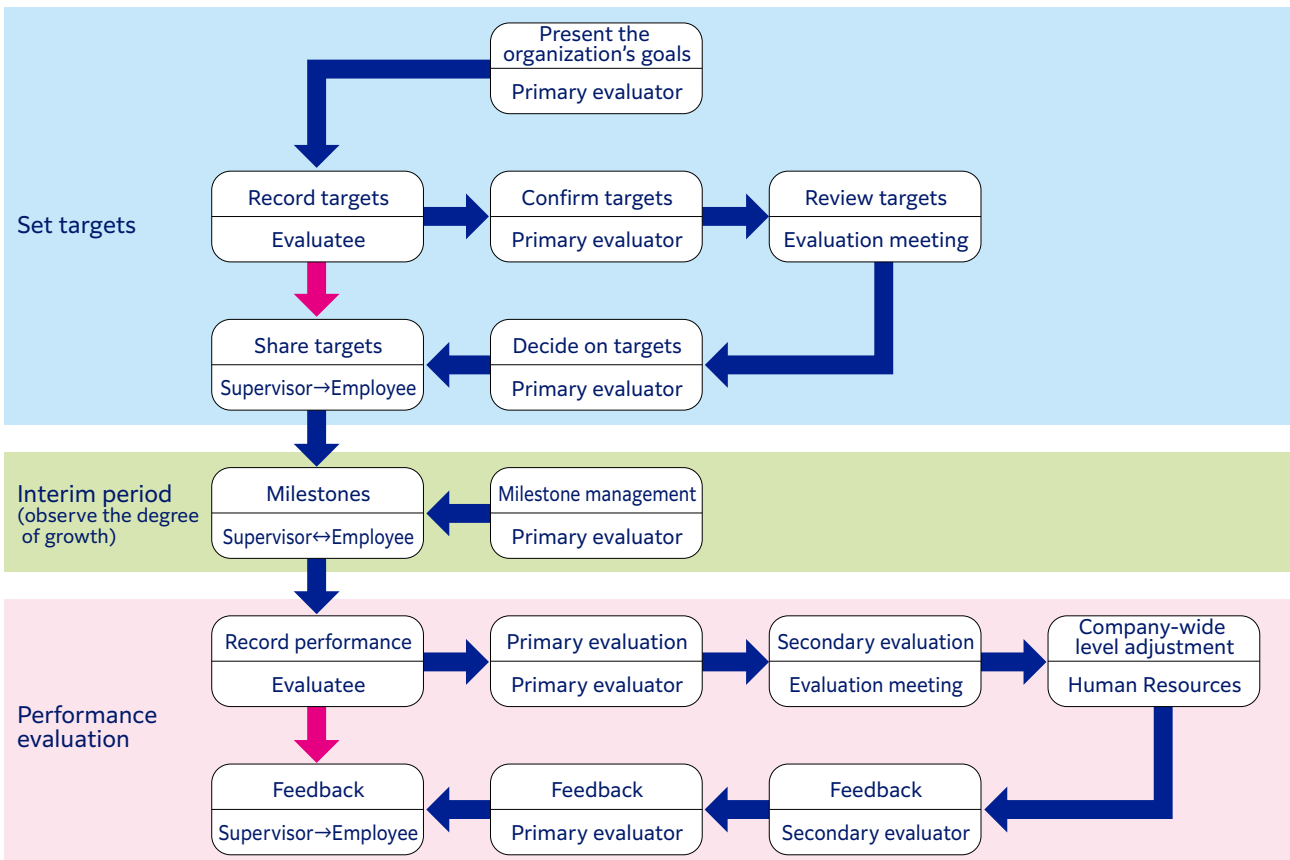 Present the
organization’s goals
Primary evaluator
Set targets
Record targets
Evaluatee
Confirm targets
Primary evaluator
Review targets
Evaluation meeting
Share targets
Supervisor→Employee
Decide on targets
Primary evaluator
Interim period
(observe the degree
of growth)
Milestones
Supervisor↔Employee
Milestone management
Primary evaluator
Performance
evaluation
Record performance
Evaluatee
Primary evaluation
Primary evaluator
Secondary evaluation
Evaluation meeting
Company-wide
level adjustment
Human Resources
Feedback
Supervisor→Employee
Feedback
Primary evaluator
Feedback
Secondary evaluator